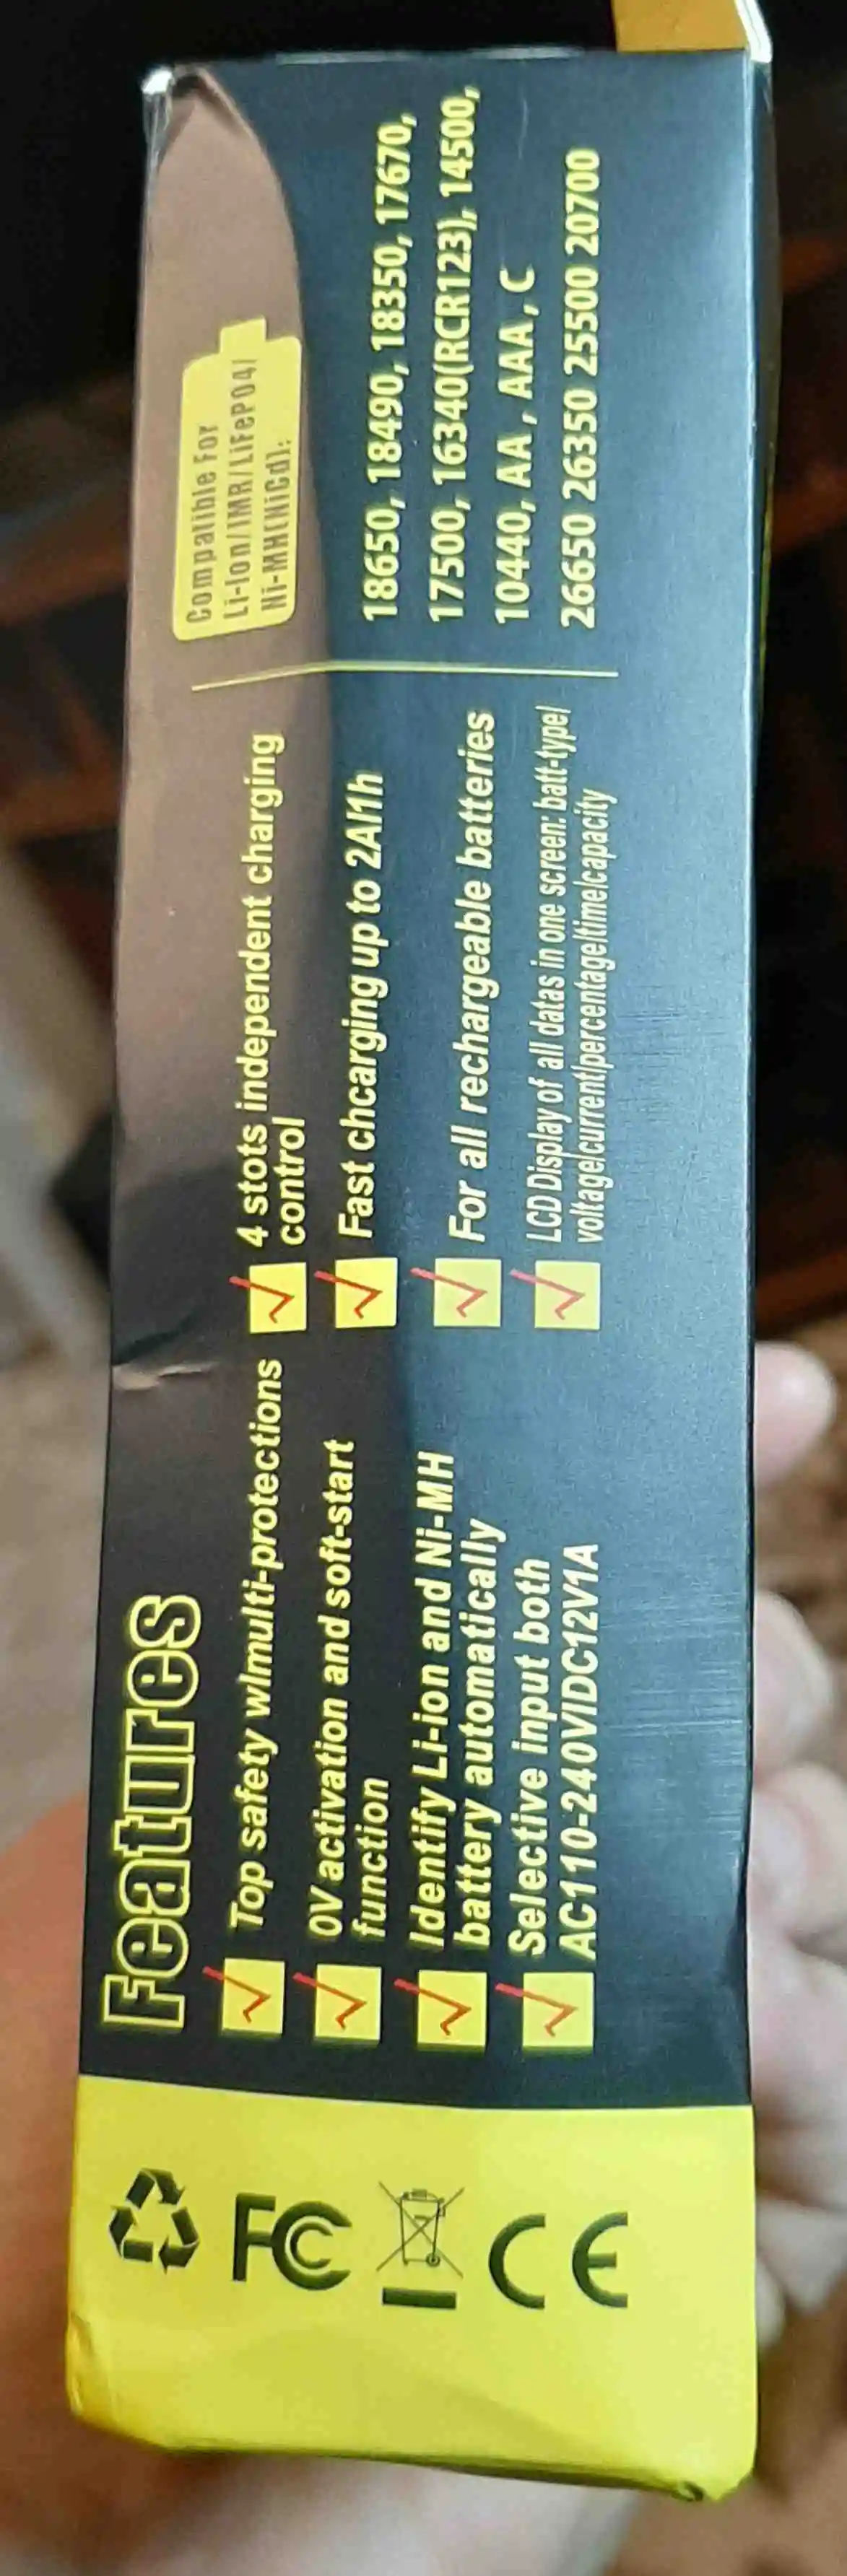 Features
Top safety w|multi-protections
0V activation and soft-start
function
Identify Li-ion and Ni-MH
battery automatically
Selective input both
AC110-240V|DC12V1A
4 stots independent charging
control
Fast chcarging up to 2A|1h
For all rechargeable batteries
LCD Display of all datas in one screen: batt-type/
voltage|current|percentage|time|capacity
Compatible For
Li-Ion/IMR/LiFePO4/
Ni-MH(NiCd):
18650, 18490, 18350, 17670,
17500, 16340(RCR123), 14500,
10440, AA , AAA , C
26650 26350 25500 20700
FC
CE